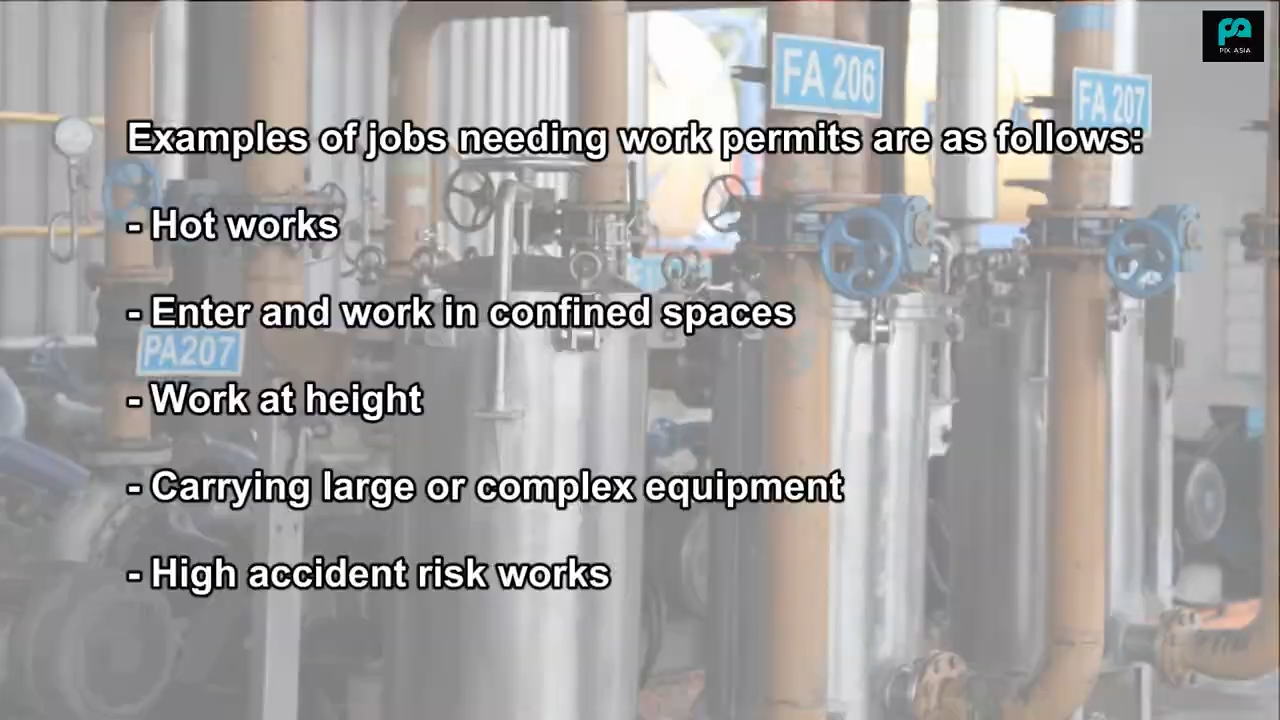 PIX ASIA
FA 206
FA 207
Examples of jobs needing work permits are as follows:
- Hot works
- Enter and work in confined spaces
PA207
- Work at height
- Carrying large or complex equipment
- High accident risk works